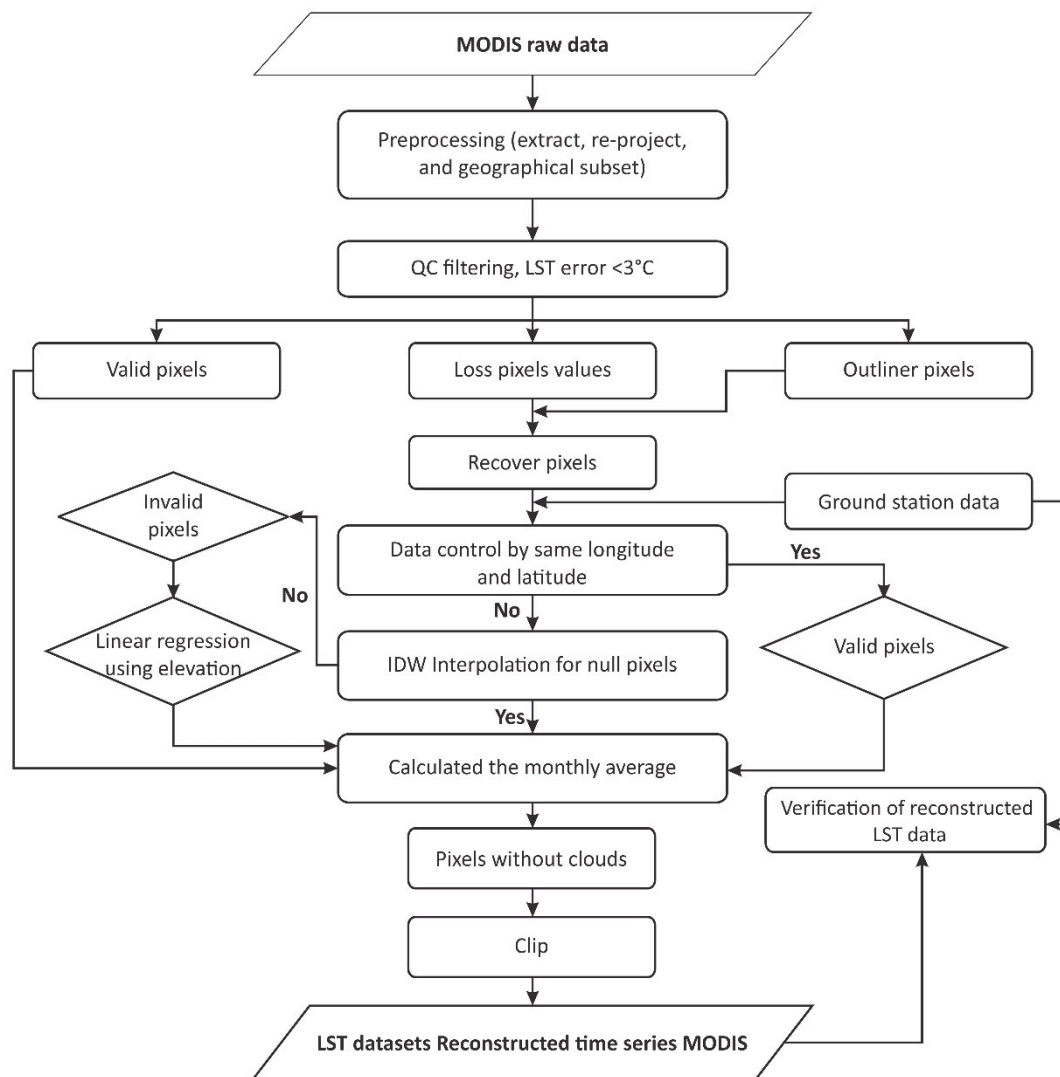 MODIS raw data
Preprocessing (extract, re-project,
and geographical subset)
QC filtering, LST error <3°C
Valid pixels
Loss pixels values
Outliner pixels
Recover pixels
Ground station data
Invalid
pixels
Data control by same longitude
and latitude
Yes
No
No
Linear regression
using elevation
IDW Interpolation for null pixels
Valid pixels
Yes
Calculated the monthly average
Verification of reconstructed
LST data
Pixels without clouds
Clip
LST datasets Reconstructed time series MODIS